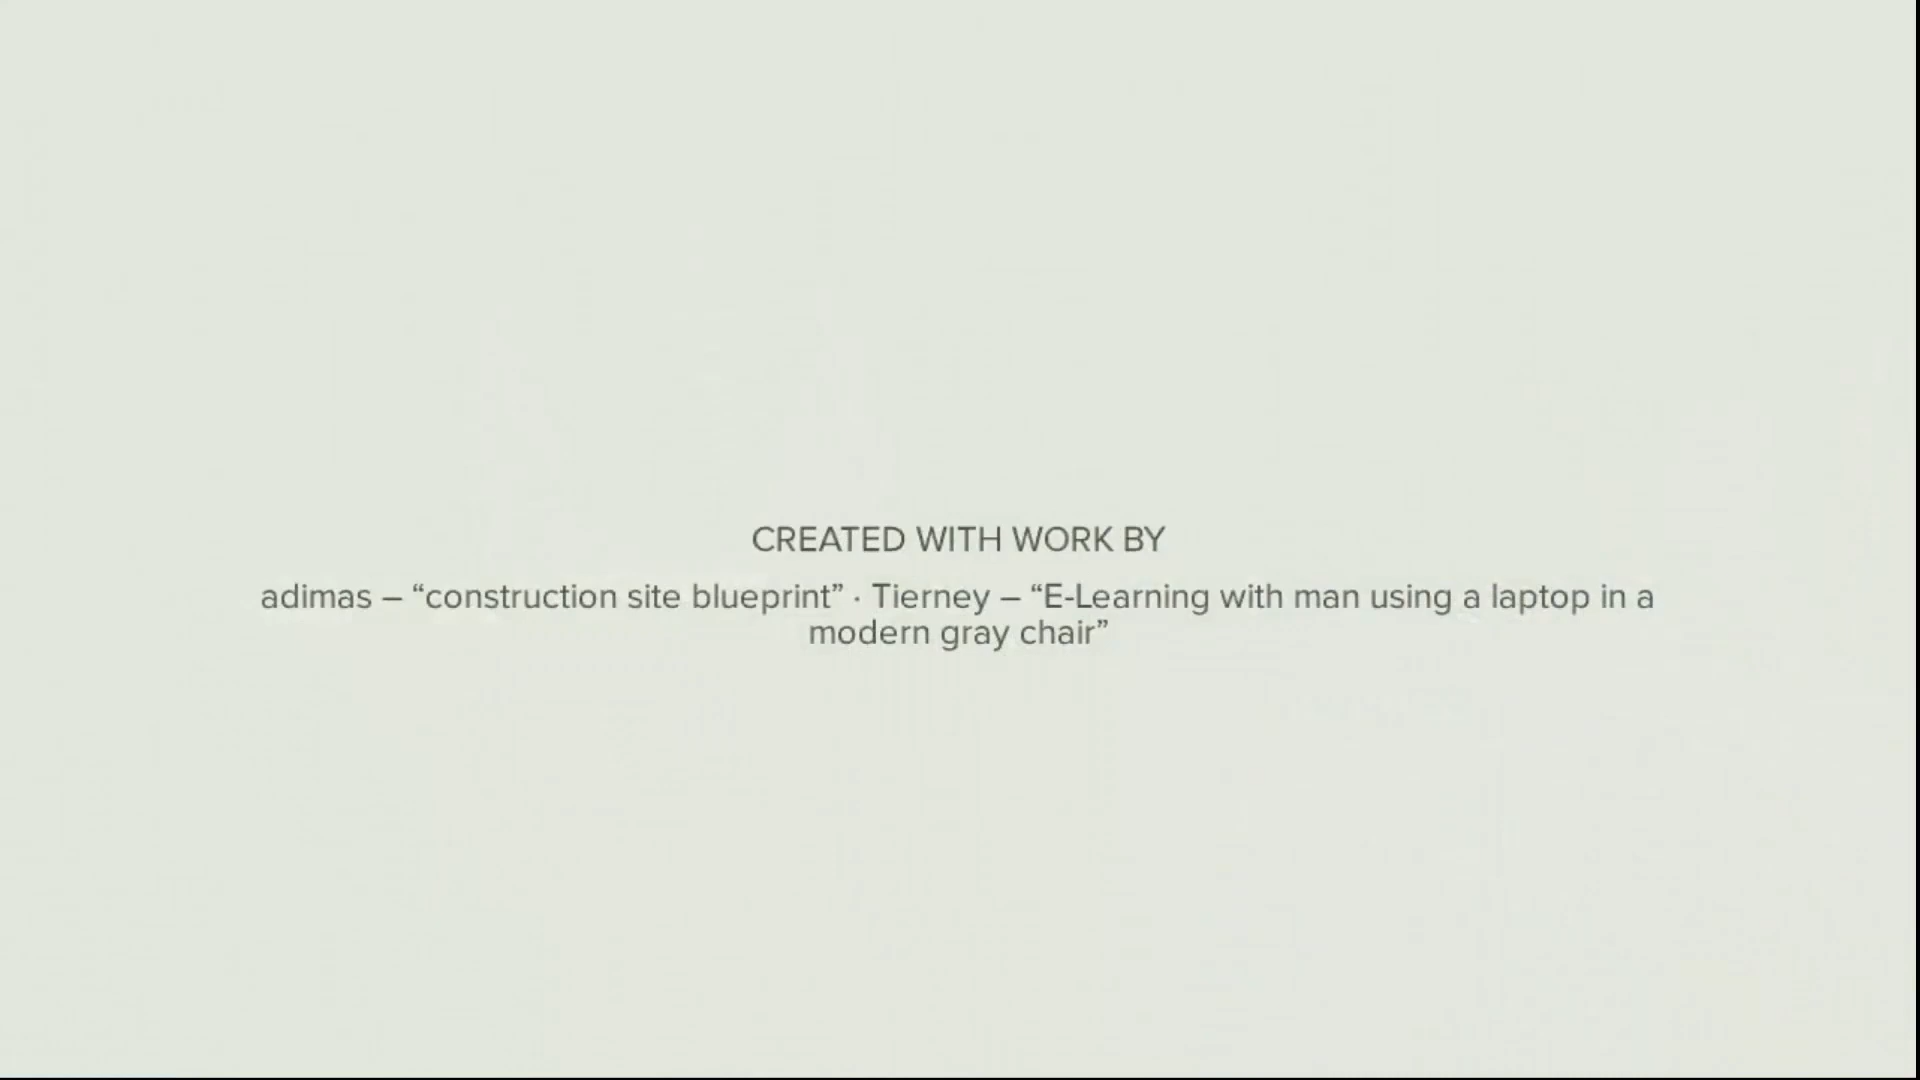 CREATED WITH WORK BY
adimas – “construction site blueprint” · Tierney – “E-Learning with man using a laptop in a
modern gray chair”